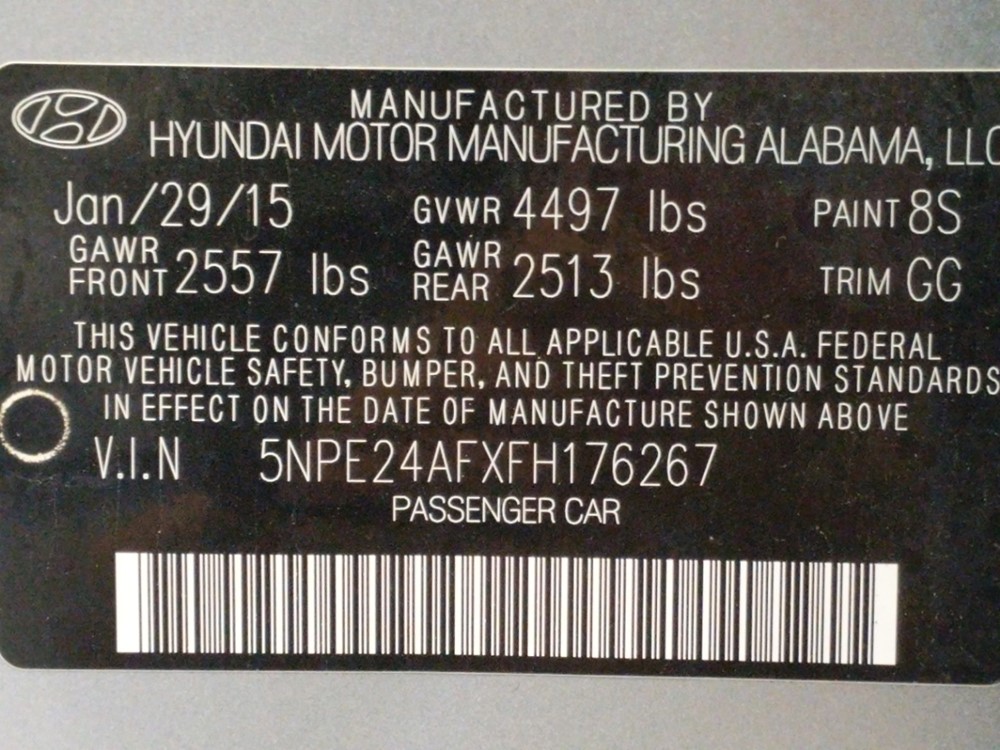 MANUFACTURED BY
HYUNDAI MOTOR MANUFACTURING ALABAMA, LLC
Jan/29/15 GVWR 4497 lbs PAINT 8S
GAWR FRONT 2557 lbs GAWR REAR 2513 lbs TRIM GG
THIS VEHICLE CONFORMS TO ALL APPLICABLE U.S.A. FEDERAL
MOTOR VEHICLE SAFETY, BUMPER, AND THEFT PREVENTION STANDARDS
IN EFFECT ON THE DATE OF MANUFACTURE SHOWN ABOVE
V.I.N 5NPE24AFXFH176267
PASSENGER CAR